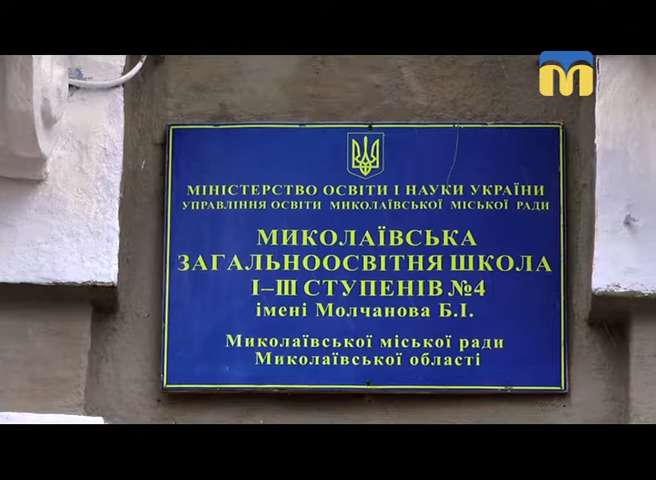 М
МІНІСТЕРСТВО ОСВІТИ І НАУКИ УКРАЇНИ
УПРАВЛІННЯ ОСВІТИ МИКОЛАЇВСЬКОЇ МІСЬКОЇ РАДИ
МИКОЛАЇВСЬКА
ЗАГАЛЬНООСВІТНЯ ШКОЛА
І–ІІІ СТУПЕНІВ №4
імені Молчанова Б.І.
Миколаївської міської ради
Миколаївської області